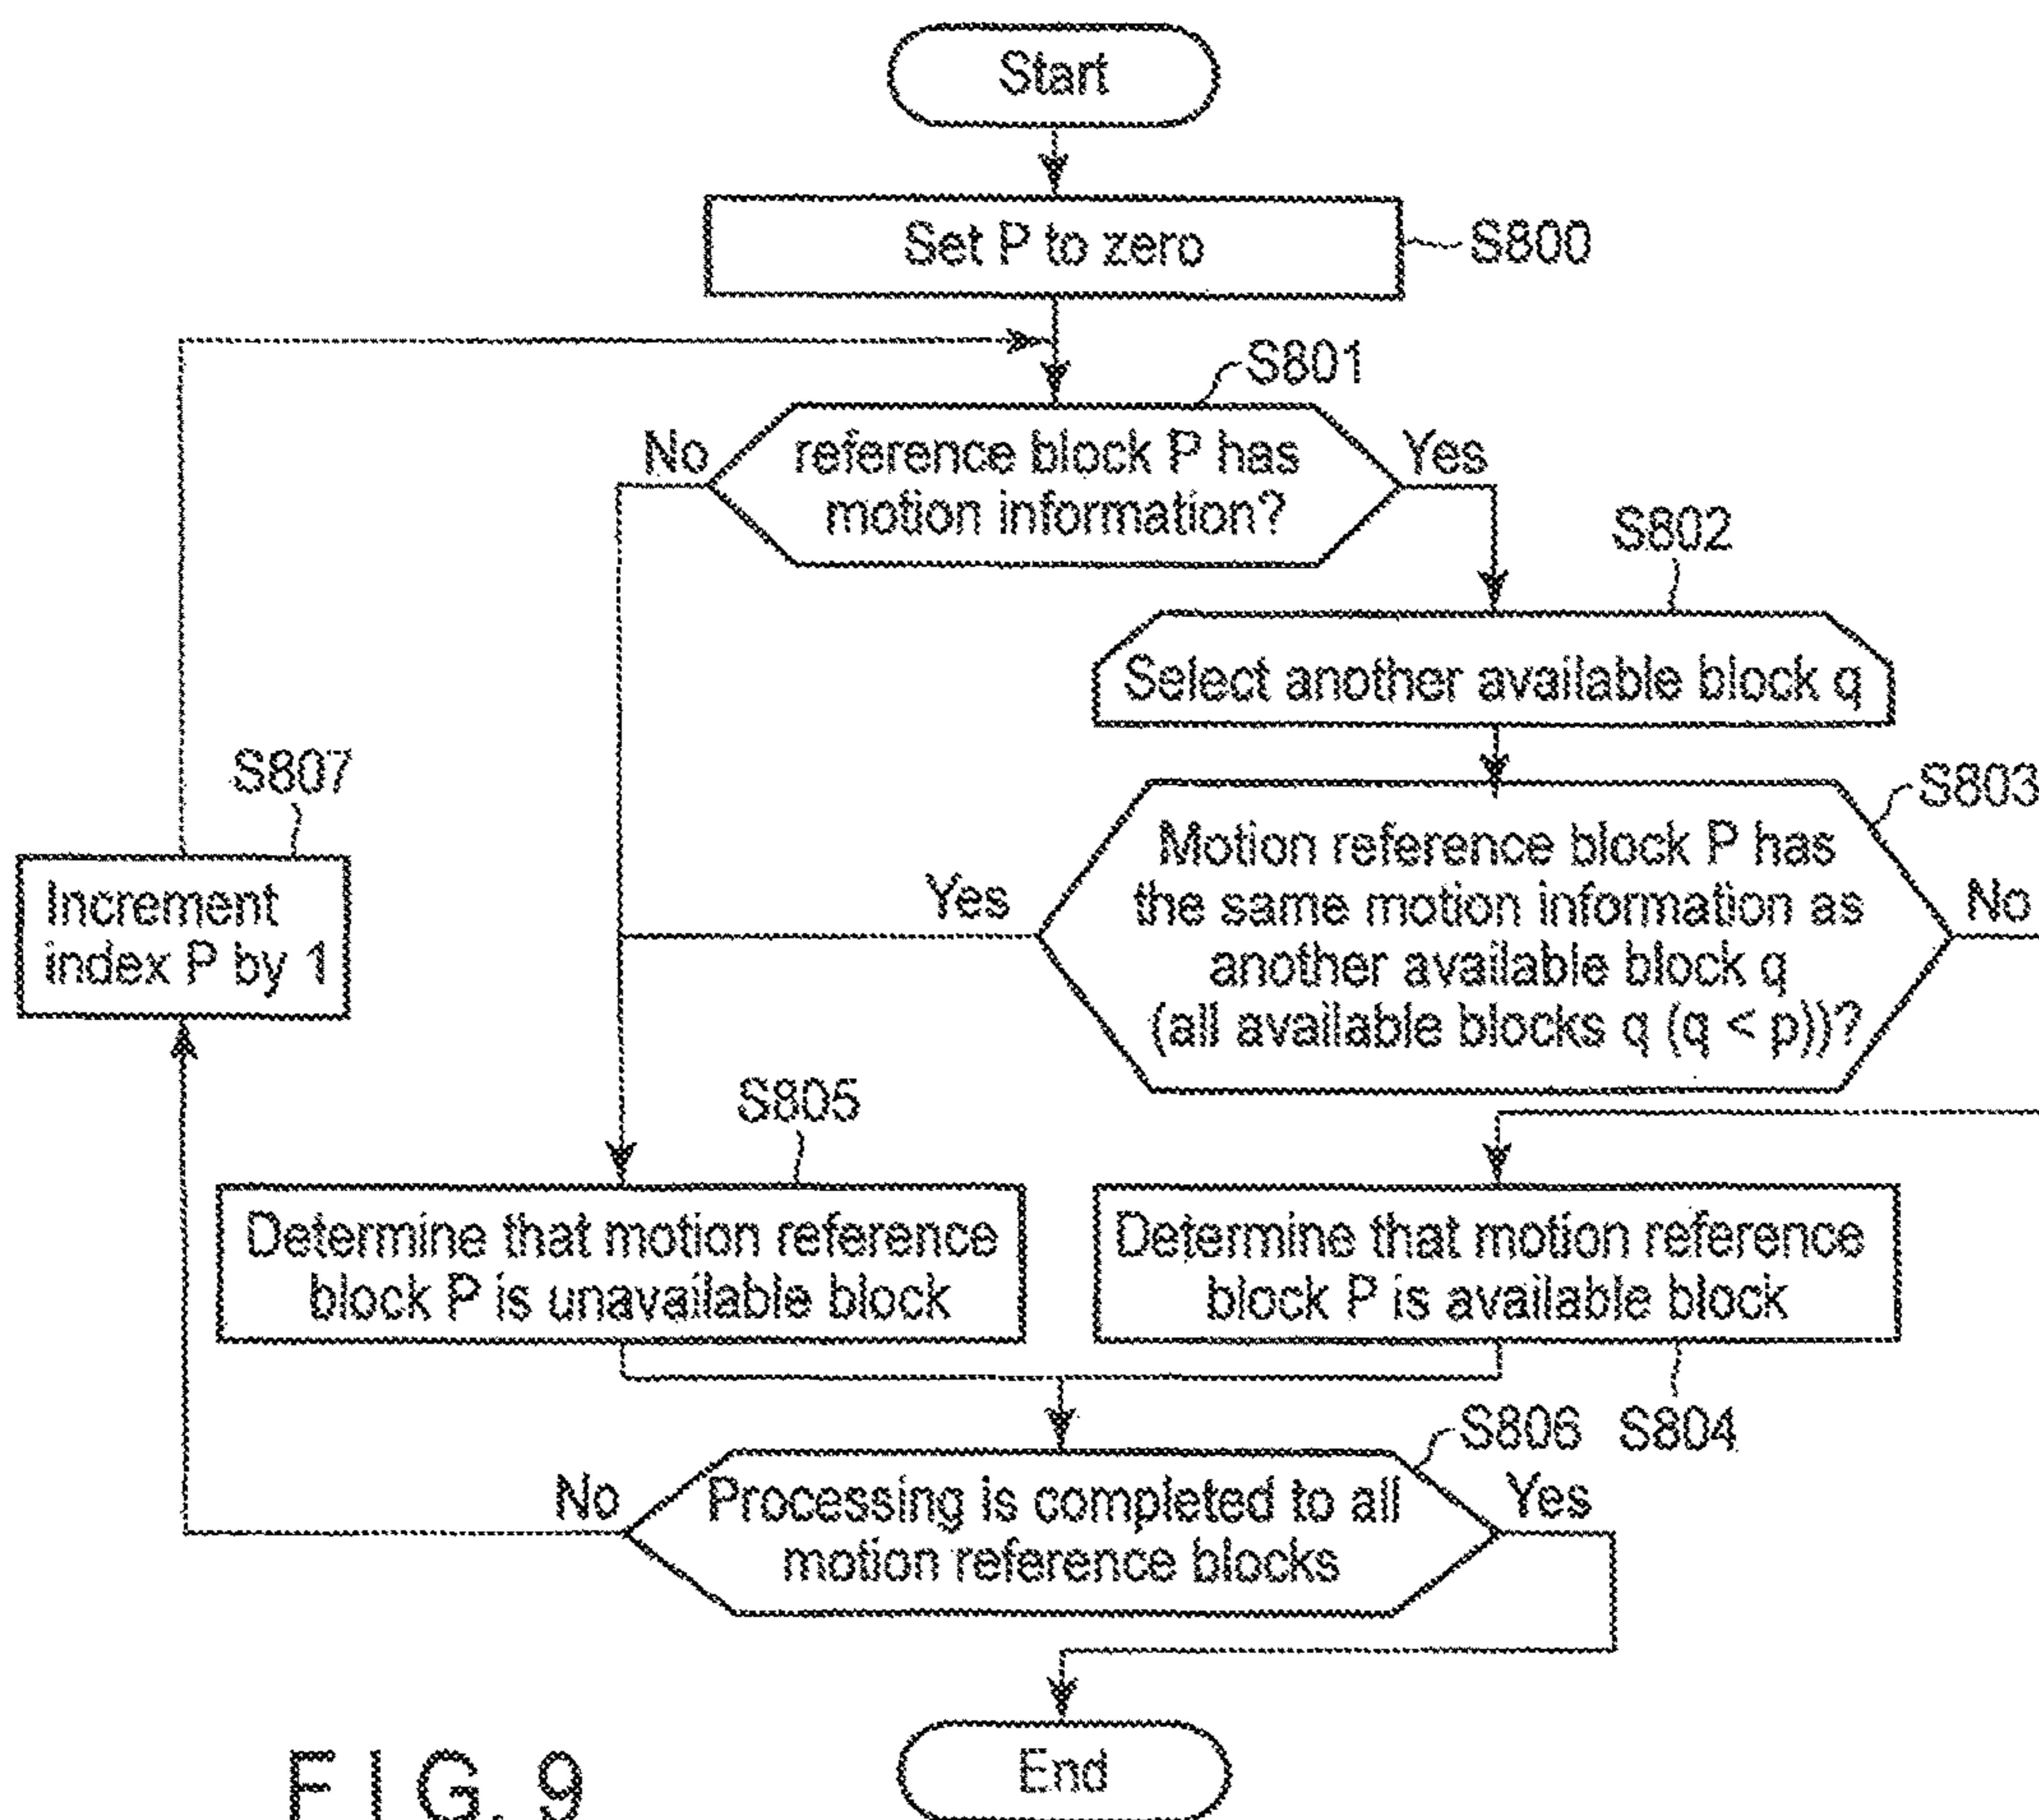 Start
Set P to zero
S800
S801
No
reference block P has
motion information?
Yes
S802
Select another available block q
S807
S803
Increment
index P by 1
Yes
Motion reference block P has
the same motion information as
another available block q
(all available blocks q (q < p))?
No
S805
Determine that motion reference
block P is unavailable block
Determine that motion reference
block P is available block
S806
S804
No
Processing is completed to all
motion reference blocks
Yes
End
FIG. 9